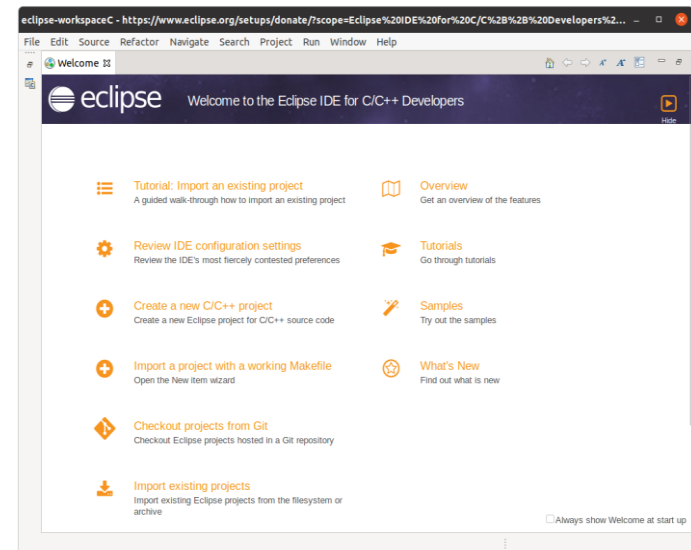 eclipse-workspaceC - https://www.eclipse.org/setups/donate/?scope=Eclipse%20IDE%20for%20C/C%2B%2B%20Developers%2...
File Edit Source Refactor Navigate Search Project Run Window Help
Welcome
eclipse
Welcome to the Eclipse IDE for C/C++ Developers
Hide
Tutorial: Import an existing project
A guided walk-through how to import an existing project
Overview
Get an overview of the features
Review IDE configuration settings
Review the IDE's most fiercely contested preferences
Tutorials
Go through tutorials
Create a new C/C++ project
Create a new Eclipse project for C/C++ source code
Samples
Try out the samples
Import a project with a working Makefile
Open the New item wizard
What's New
Find out what is new
Checkout projects from Git
Checkout Eclipse projects hosted in a Git repository
Import existing projects
Import existing Eclipse projects from the filesystem or
archive
Always show Welcome at start up